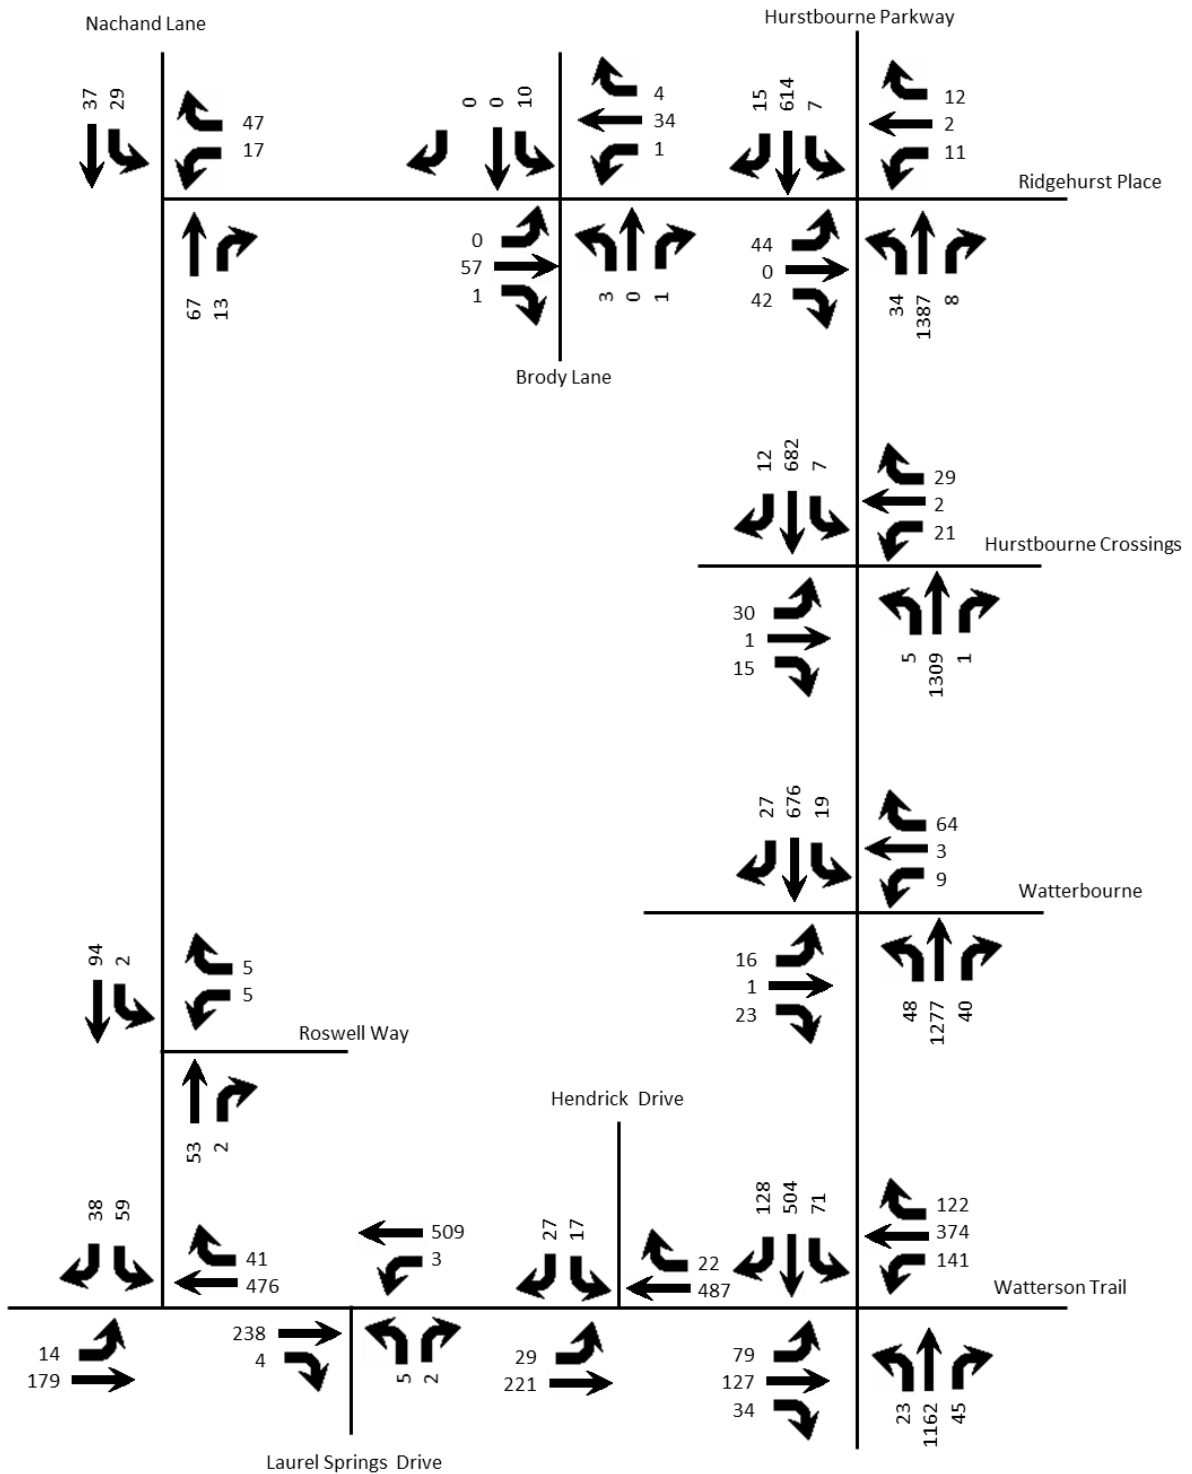 Nachand Lane
Hurstbourne Parkway
37 29
47
17
0 0 10
4
34
1
15 614 7
12
2
11
Ridgehurst Place
67 13
0
57
1
3 0 1
44
0
42
34 1387 8
Brody Lane
12 682 7
29
2
21
Hurstbourne Crossings
30
1
15
5 1309 1
27 676 19
64
3
9
Watterbourne
16
1
23
48 1277 40
94 2
5
5
Roswell Way
53 2
Hendrick Drive
38 59
41
476
509
3
27 17
22
487
128 504 71
122
374
141
Watterson Trail
14
179
238
4
5 2
29
221
79
127
34
23 1162 45
Laurel Springs Drive